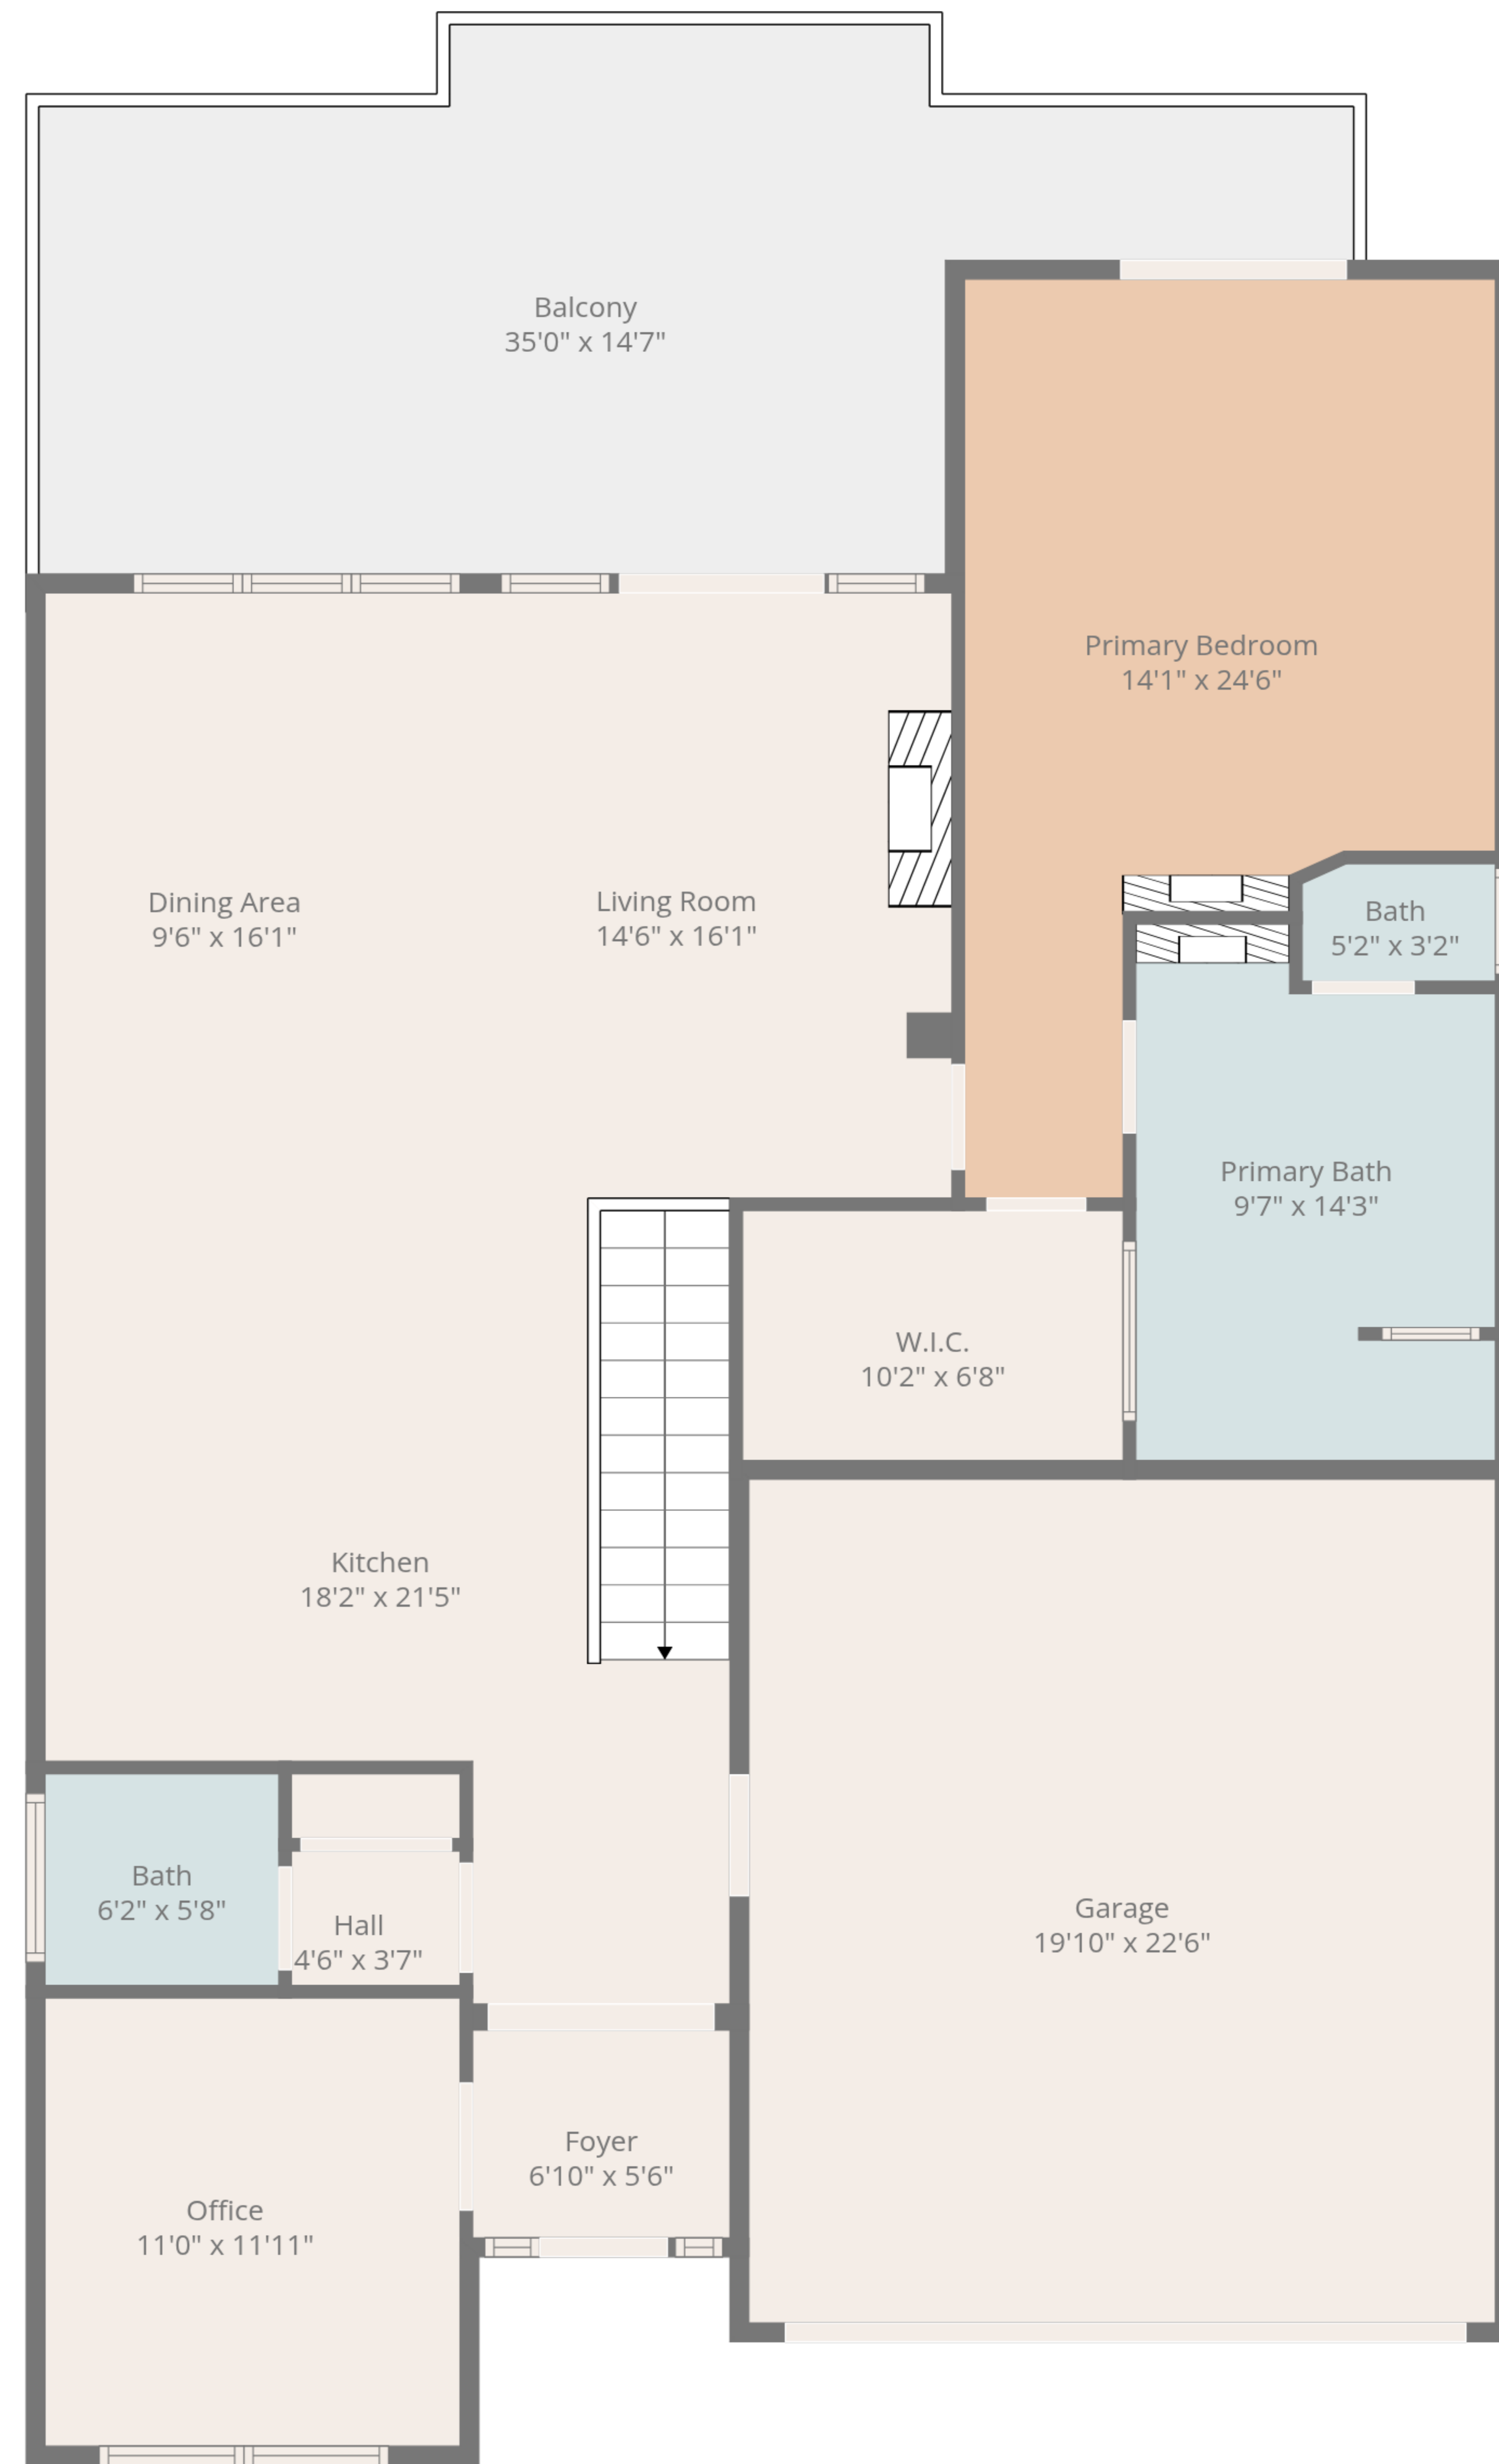 Balcony
35'0" x 14'7"
Primary Bedroom
14'1" x 24'6"
Dining Area
9'6" x 16'1"
Living Room
14'6" x 16'1"
Bath
5'2" x 3'2"
Primary Bath
9'7" x 14'3"
W.I.C.
10'2" x 6'8"
Kitchen
18'2" x 21'5"
Bath
6'2" x 5'8"
Hall
4'6" x 3'7"
Garage
19'10" x 22'6"
Foyer
6'10" x 5'6"
Office
11'0" x 11'11"